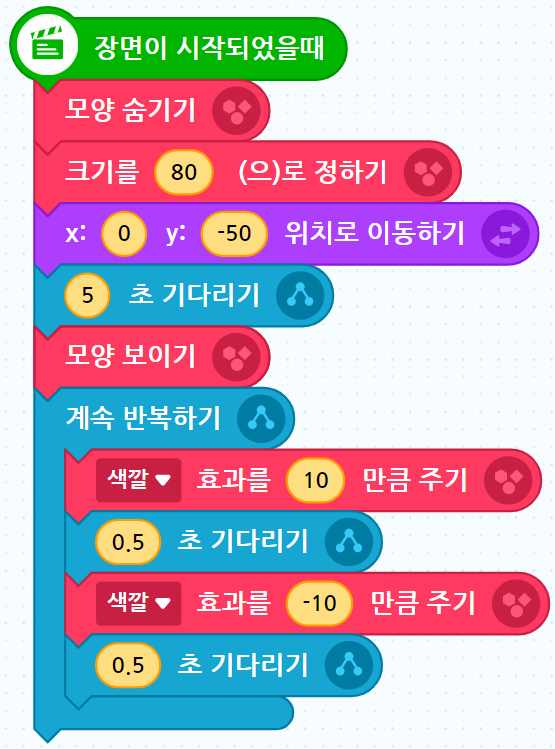 장면이 시작되었을때
모양 숨기기
크기를 80 (으)로 정하기
x: 0 y: -50 위치로 이동하기
5 초 기다리기
모양 보이기
계속 반복하기
색깔 효과를 10 만큼 주기
0.5 초 기다리기
색깔 효과를 -10 만큼 주기
0.5 초 기다리기